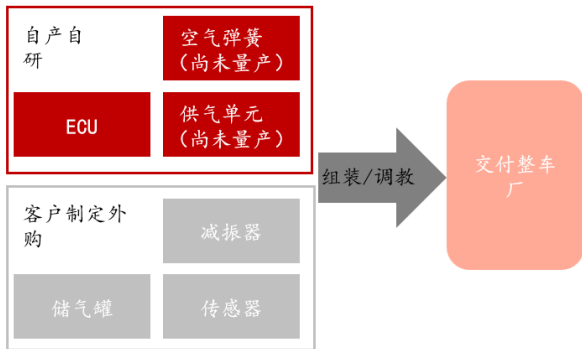 自产自
研
空气弹簧
（尚未量产）
ECU
供气单元
（尚未量产）
组装/调教
交付整车
厂
客户制定外
购
减振器
储气罐
传感器